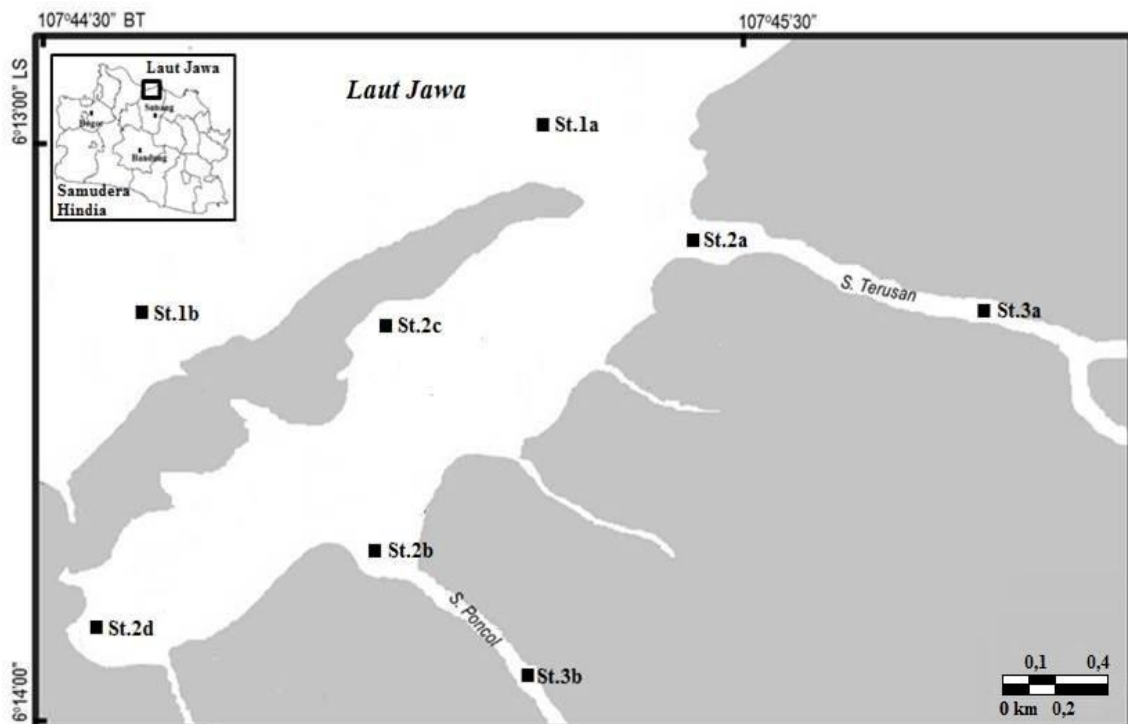 107°44'30" BT
107°45'30"
6°13'00" LS
6°14'00"
Laut Jawa
Subang
Bogor
Bandung
Samudera
Hindia
Laut Jawa
St.1a
St.2a
S. Terusan
St.3a
St.1b
St.2c
St.2b
S. Poncol
St.2d
St.3b
0,1 0,4
0 km 0,2